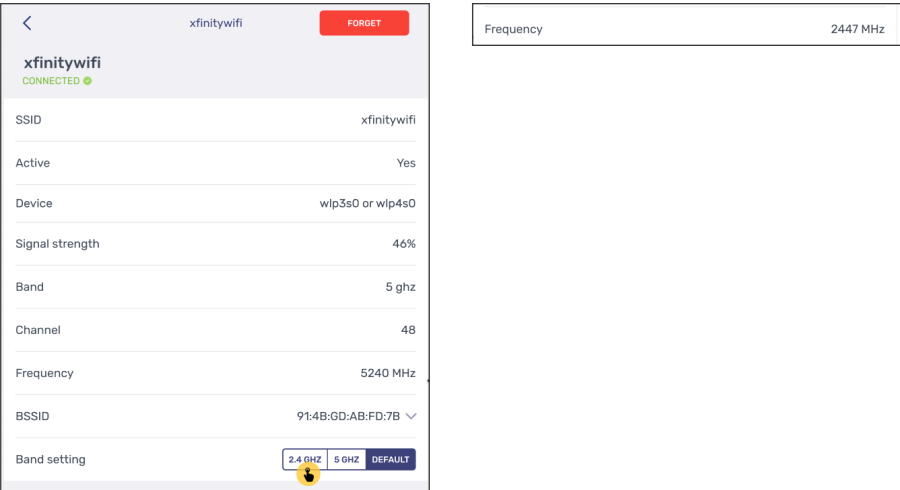 xfinitywifi
FORGET
xfinitywifi
CONNECTED
SSID xfinitywifi
Active Yes
Device wlp3s0 or wlp4s0
Signal strength 46%
Band 5 ghz
Channel 48
Frequency 5240 MHz
BSSID 91:4B:GD:AB:FD:7B
Band setting 2.4 GHZ 5 GHZ DEFAULT
Frequency 2447 MHz